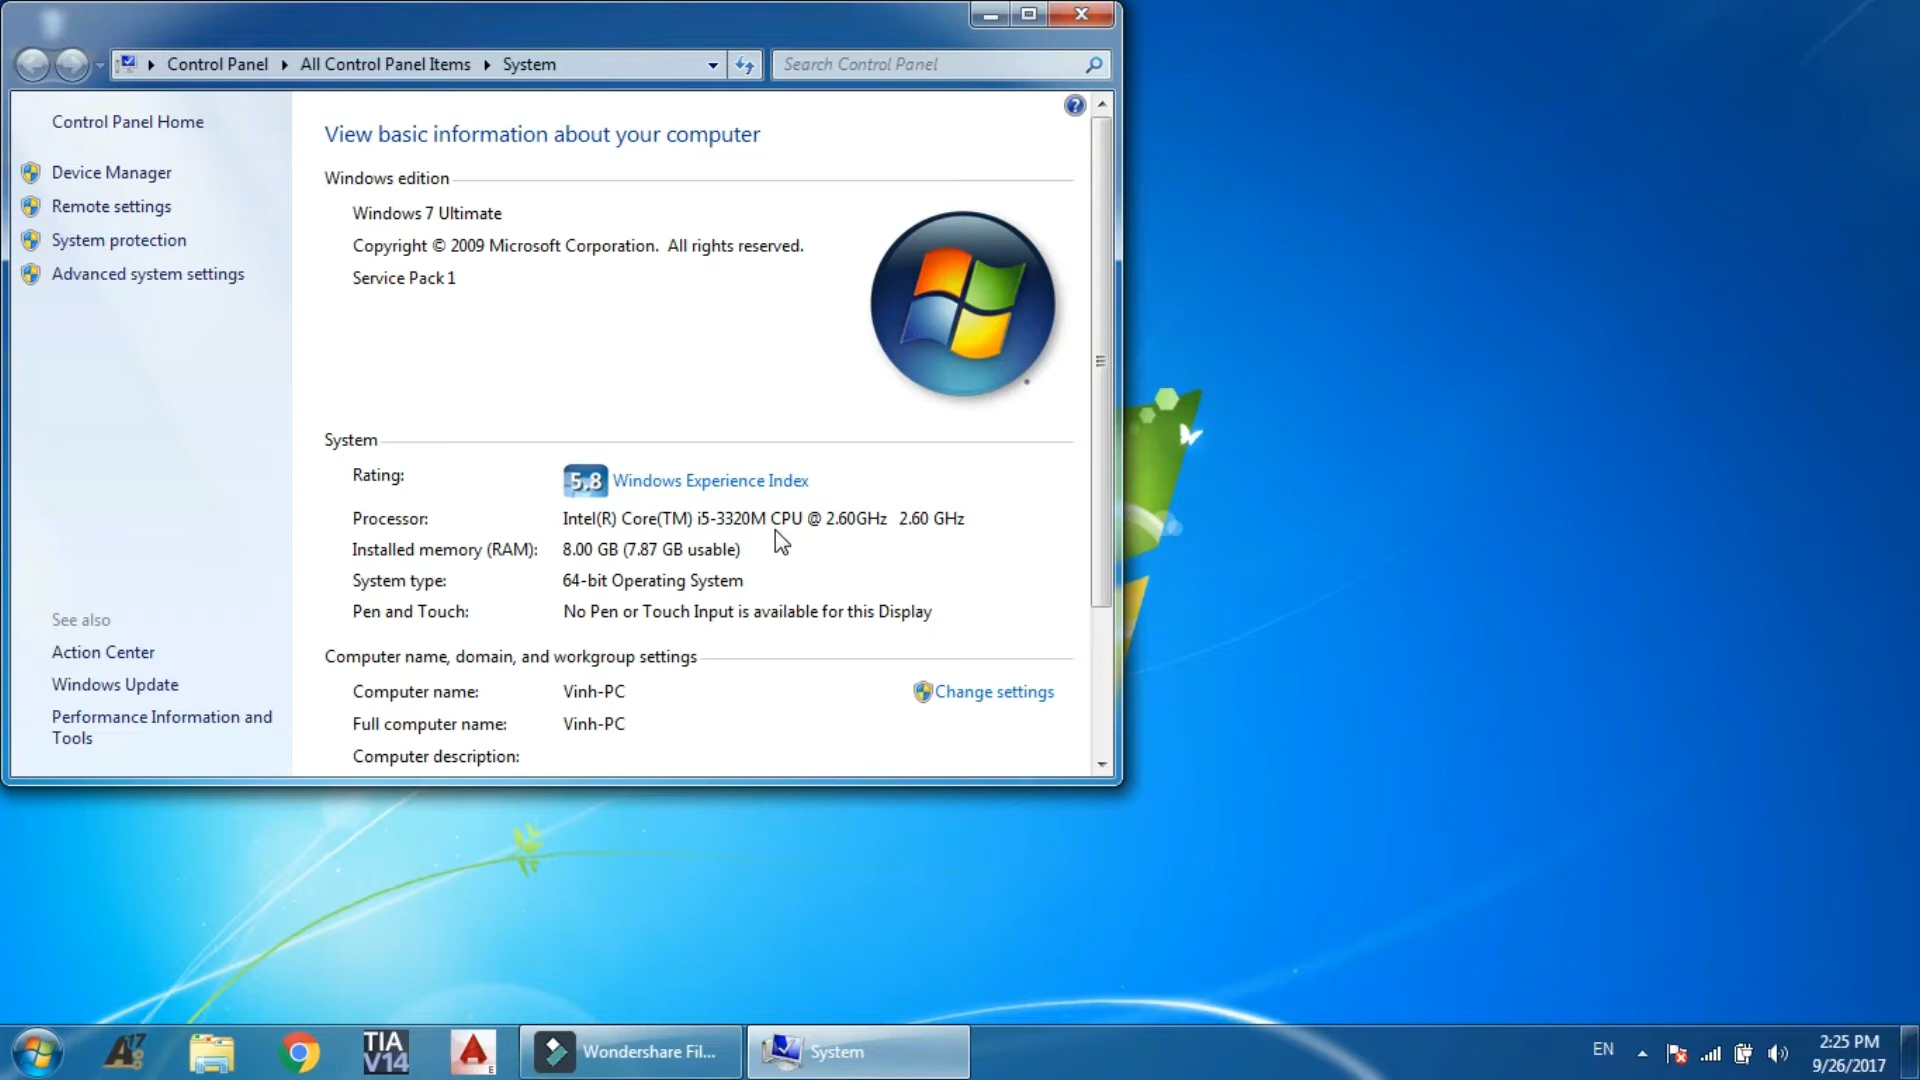 Control Panel
All Control Panel Items
System
Search Control Panel
Control Panel Home
Device Manager
Remote settings
System protection
Advanced system settings
See also
Action Center
Windows Update
Performance Information and
Tools
View basic information about your computer
Windows edition
Windows 7 Ultimate
Copyright © 2009 Microsoft Corporation. All rights reserved.
Service Pack 1
System
Rating: 5.8 Windows Experience Index
Processor: Intel(R) Core(TM) i5-3320M CPU @ 2.60GHz 2.60 GHz
Installed memory (RAM): 8.00 GB (7.87 GB usable)
System type: 64-bit Operating System
Pen and Touch: No Pen or Touch Input is available for this Display
Computer name, domain, and workgroup settings
Computer name: Vinh-PC
Change settings
Full computer name: Vinh-PC
Computer description:
TIA
V14
E
Wondershare Fil...
System
EN
2:25 PM
9/26/2017